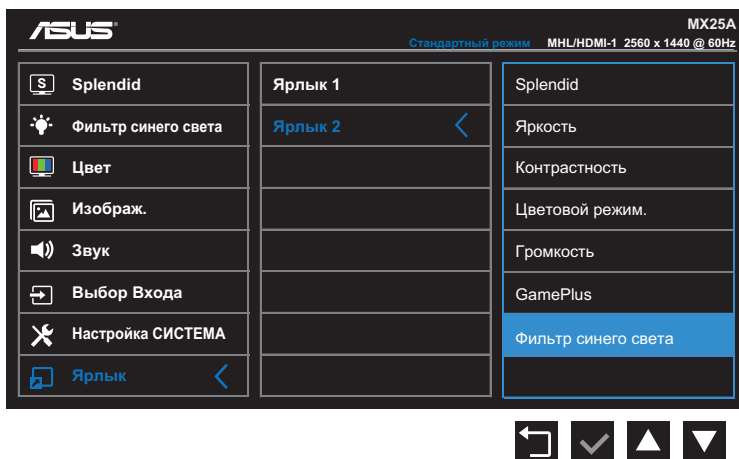 ASUS
MX25A
Стандартный режим MHL/HDMI-1 2560 x 1440 @ 60Hz
S Splendid
Фильтр синего света
Цвет
Изображ.
Звук
Выбор Входа
Настройка СИСТЕМА
Ярлык
Ярлык 1
Ярлык 2
Splendid
Яркость
Контрастность
Цветовой режим.
Громкость
GamePlus
Фильтр синего света